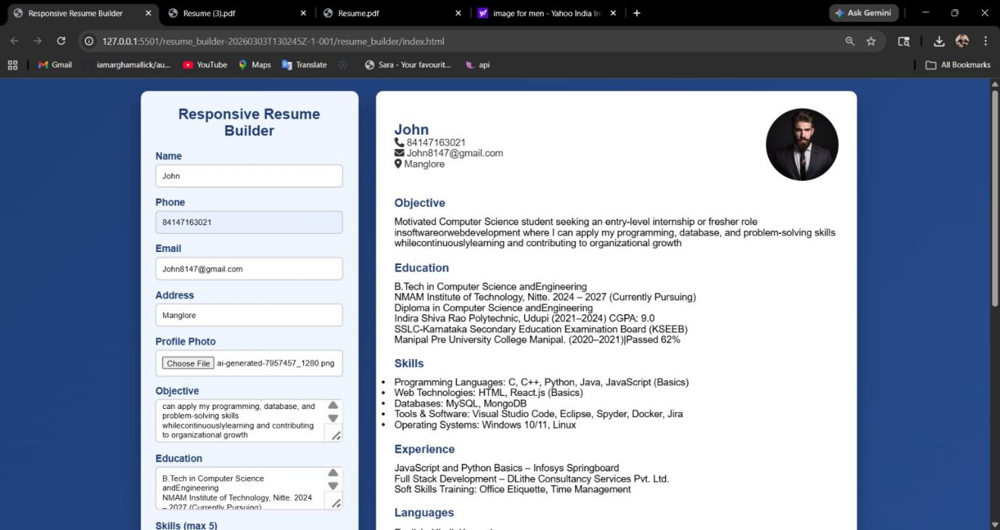 Responsive Resume Builder
Resume (3).pdf
Resume.pdf
image for men - Yahoo India Im
Ask Gemini
127.0.0.1:5501/resume_builder-20260303T130245Z-1-001/resume_builder/index.html
Gmail
iamarghamallick/au...
YouTube
Maps
Translate
Sara - Your favourit...
api
All Bookmarks
Responsive Resume
Builder
Name
John
Phone
84147163021
Email
John8147@gmail.com
Address
Manglore
Profile Photo
Choose File ai-generated-7957457_1280.png
Objective
can apply my programming, database, and
problem-solving skills
whilecontinuouslylearning and contributing
to organizational growth
Education
B.Tech in Computer Science
andEngineering
NMAM Institute of Technology, Nitte. 2024
– 2027 (Currently Pursuing)
Skills (max 5)
John
84147163021
John8147@gmail.com
Manglore
Objective
Motivated Computer Science student seeking an entry-level internship or fresher role
insoftwareorwebdevelopment where I can apply my programming, database, and problem-solving skills
whilecontinuouslylearning and contributing to organizational growth
Education
B.Tech in Computer Science andEngineering
NMAM Institute of Technology, Nitte. 2024 – 2027 (Currently Pursuing)
Diploma in Computer Science andEngineering
Indira Shiva Rao Polytechnic, Udupi (2021–2024) CGPA: 9.0
SSLC-Karnataka Secondary Education Examination Board (KSEEB)
Manipal Pre University College Manipal. (2020–2021)|Passed 62%
Skills
• Programming Languages: C, C++, Python, Java, JavaScript (Basics)
• Web Technologies: HTML, React.js (Basics)
• Databases: MySQL, MongoDB
• Tools & Software: Visual Studio Code, Eclipse, Spyder, Docker, Jira
• Operating Systems: Windows 10/11, Linux
Experience
JavaScript and Python Basics – Infosys Springboard
Full Stack Development – DLithe Consultancy Services Pvt. Ltd.
Soft Skills Training: Office Etiquette, Time Management
Languages